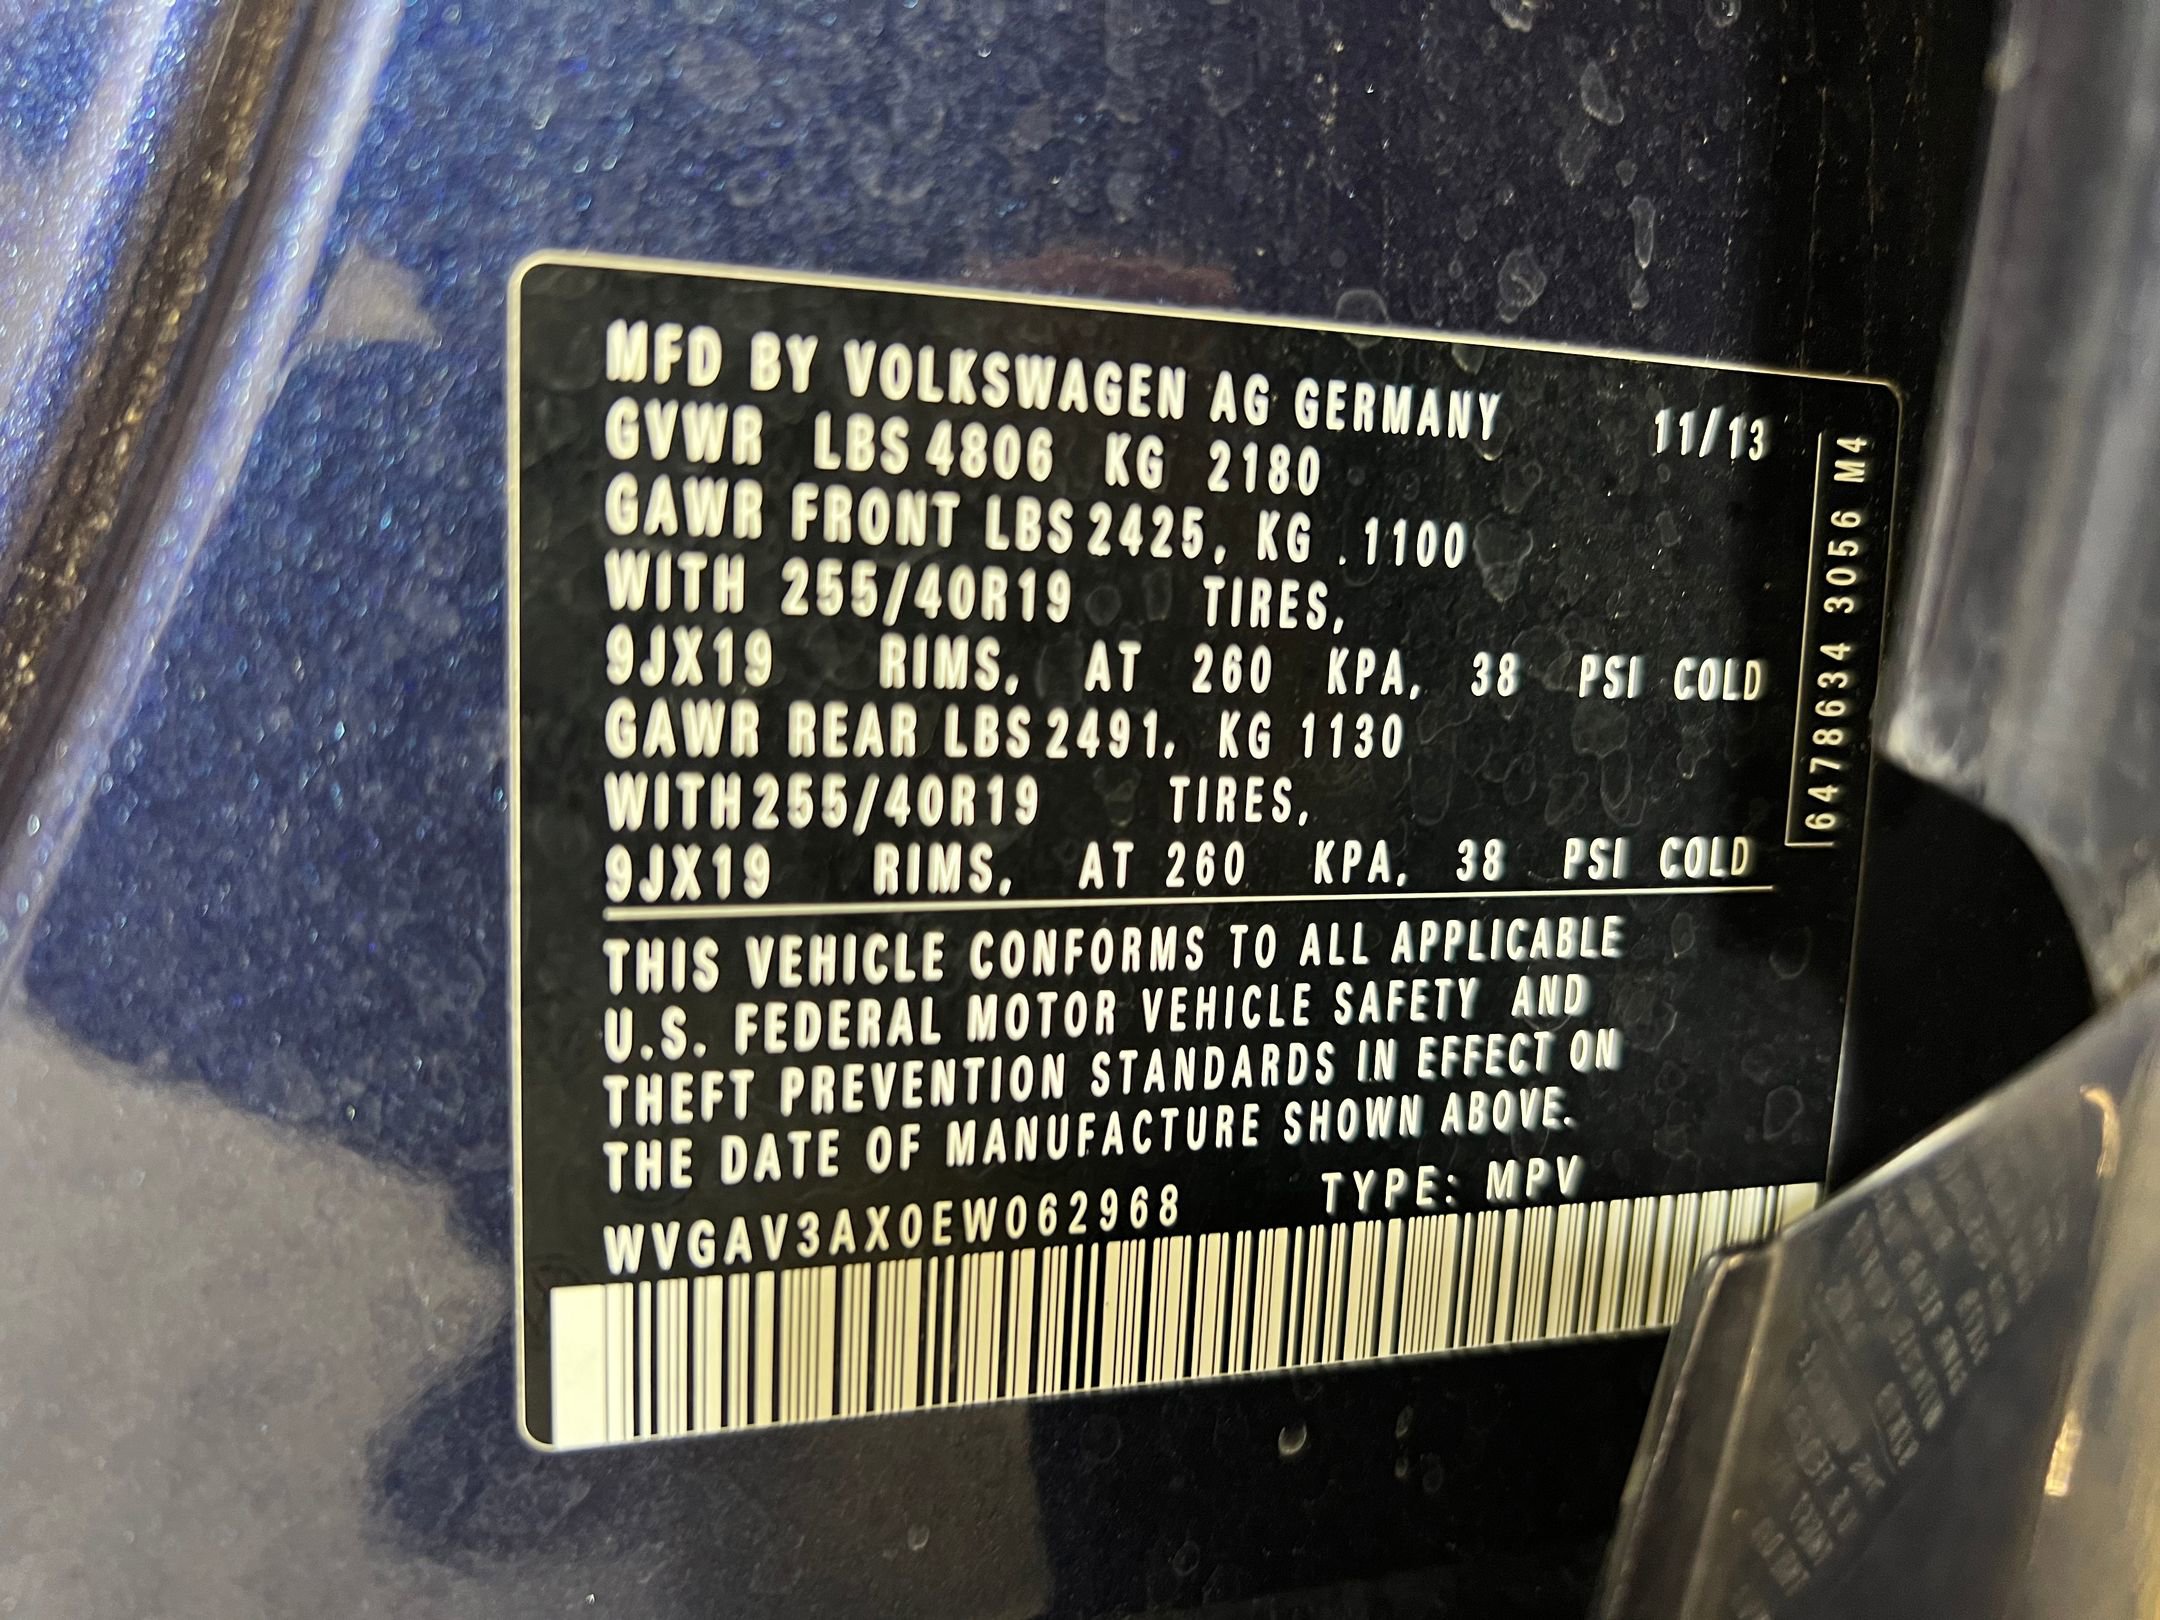 MFD BY VOLKSWAGEN AG GERMANY 11/13
GVWR LBS 4806 KG 2180
GAWR FRONT LBS 2425, KG .1100
WITH 255/40R19 TIRES,
9JX19 RIMS, AT 260 KPA, 38 PSI COLD
GAWR REAR LBS 2491, KG 1130
WITH 255/40R19 TIRES,
9JX19 RIMS, AT 260 KPA, 38 PSI COLD
6478634 3056 M4
THIS VEHICLE CONFORMS TO ALL APPLICABLE
U.S. FEDERAL MOTOR VEHICLE SAFETY AND
THEFT PREVENTION STANDARDS IN EFFECT ON
THE DATE OF MANUFACTURE SHOWN ABOVE.
WVGAV3AX0EW062968 TYPE: MPV